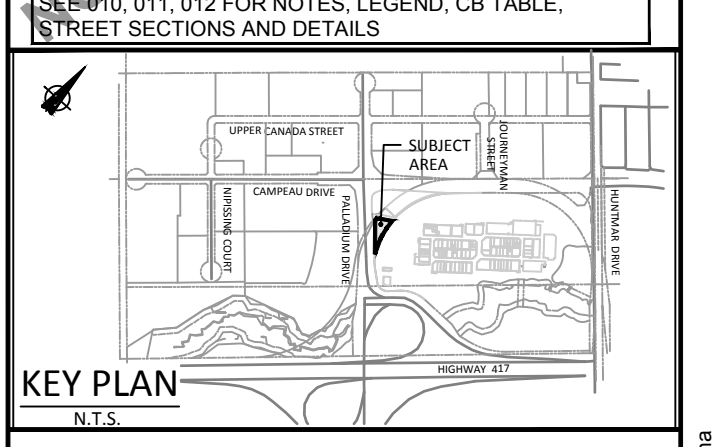 SEE 010, 011, 012 FOR NOTES, LEGEND, CB TABLE,
STREET SECTIONS AND DETAILS
UPPER CANADA STREET
SUBJECT
AREA
JOURNEYMAN
STREET
CAMPEAU DRIVE
NIPISSING COURT
PALLADIUM DRIVE
HUNTMAR DRIVE
HIGHWAY 417
KEY PLAN
N.T.S.